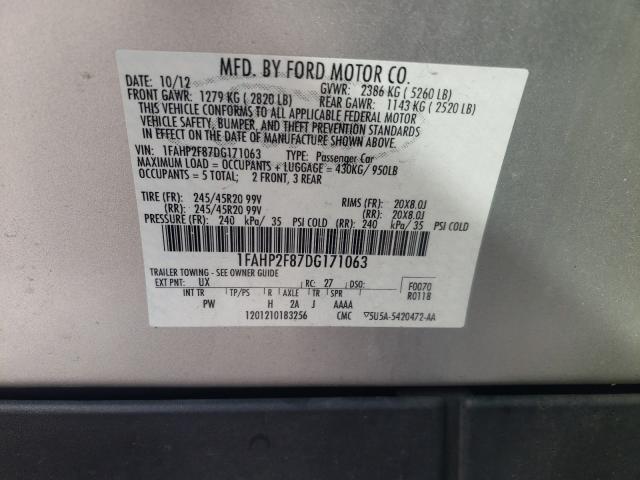 MFD. BY FORD MOTOR CO.
DATE: 10/12 GVWR: 2386 KG ( 5260 LB)
FRONT GAWR: 1279 KG ( 2820 LB) REAR GAWR: 1143 KG ( 2520 LB)
THIS VEHICLE CONFORMS TO ALL APPLICABLE FEDERAL MOTOR
VEHICLE SAFETY, BUMPER, AND THEFT PREVENTION STANDARDS
IN EFFECT ON THE DATE OF MANUFACTURE SHOWN ABOVE.
VIN: 1FAHP2F87DG171063 TYPE: Passenger Car
MAXIMUM LOAD = OCCUPANTS + LUGGAGE = 430KG/ 950LB
OCCUPANTS = 5 TOTAL; 2 FRONT, 3 REAR
TIRE (FR): 245/45R20 99V RIMS (FR): 20X8.0J
(RR): 245/45R20 99V (RR): 20X8.0J
PRESSURE (FR): 240 kPa/ 35 PSI COLD (RR): 240 kPa/ 35 PSI COLD
1FAHP2F87DG171063
TRAILER TOWING - SEE OWNER GUIDE
EXT PNT: UX RC: 27 DSO: F0070
INT TR TP/PS R AXLE TR SPR R0118
PW H 2A J AAAA
1201210183256 CMC ▽5U5A-5420472-AA